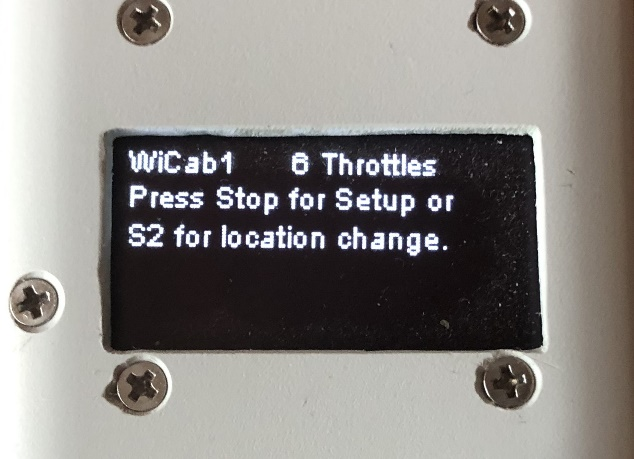 WiCab1 6 Throttles
Press Stop for Setup or
S2 for location change.